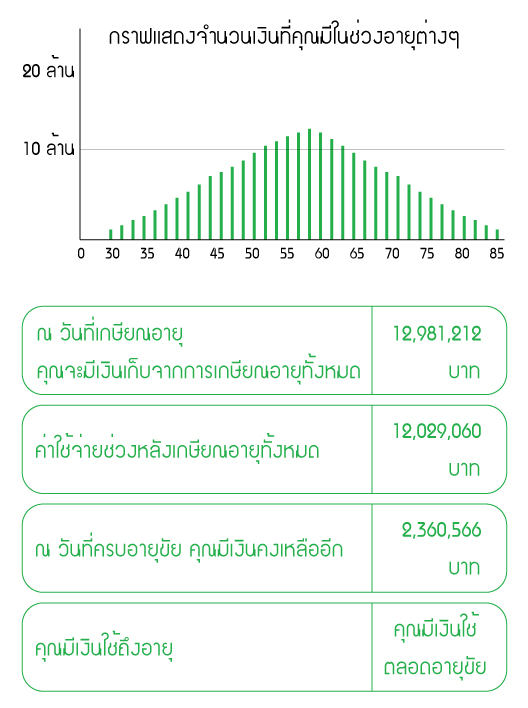 กราฟแสดงจำนวนเงินที่คุณมีในช่วงอายุต่างๆ
20 ล้าน
10 ล้าน
0 30 35 40 45 50 55 60 65 70 75 80 85
ณ วันที่เกษียณอายุ
คุณจะมีเงินเก็บจากการเกษียณอายุทั้งหมด
12,981,212
บาท
ค่าใช้จ่ายช่วงหลังเกษียณอายุทั้งหมด
12,029,060
บาท
ณ วันที่ครบอายุขัย คุณมีเงินคงเหลืออีก
2,360,566
บาท
คุณมีเงินใช้ถึงอายุ
คุณมีเงินใช้
ตลอดอายุขัย